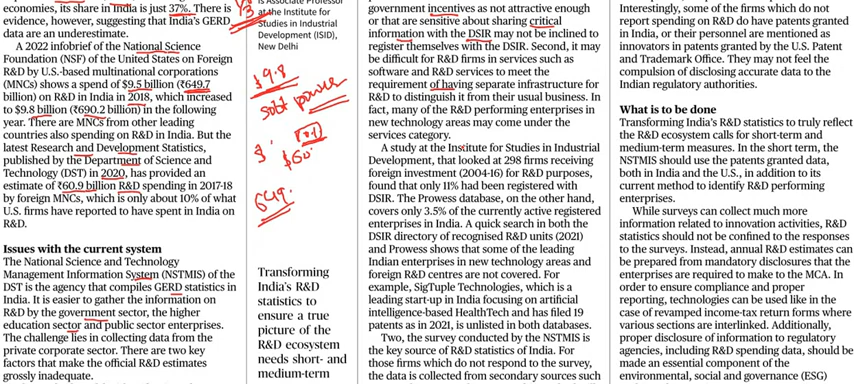 economies, its share in India is just 37%. There is
evidence, however, suggesting that India's GERD
data are an underestimate.
A 2022 infobrief of the National Science
Foundation (NSF) of the United States on Foreign
R&D by U.S.-based multinational corporations
(MNCs) shows a spend of $9.5 billion (₹649.7
billion) on R&D in India in 2018, which increased
to $9.8 billion (₹690.2 billion) in the following
year. There are MNCs from other leading
countries also spending on R&D in India. But the
latest Research and Development Statistics,
published by the Department of Science and
Technology (DST) in 2020, has provided an
estimate of ₹60.9 billion R&D spending in 2017-18
by foreign MNCs, which is only about 10% of what
U.S. firms have reported to have spent in India on
R&D.
Issues with the current system
The National Science and Technology
Management Information System (NSTMIS) of the
DST is the agency that compiles GERD statistics in
India. It is easier to gather the information on
R&D by the government sector, the higher
education sector and public sector enterprises.
The challenge lies in collecting data from the
private corporate sector. There are two key
factors that make the official R&D estimates
grossly inadequate.
is Associate Professor
at the Institute for
Studies in Industrial
Development (ISID),
New Delhi
$9.8
soft power
$60
649
Transforming
India's R&D
statistics to
ensure a true
picture of the
R&D ecosystem
needs short- and
medium-term
government incentives as not attractive enough
or that are sensitive about sharing critical
information with the DSIR may not be inclined to
register themselves with the DSIR. Second, it may
be difficult for R&D firms in services such as
software and R&D services to meet the
requirement of having separate infrastructure for
R&D to distinguish it from their usual business. In
fact, many of the R&D performing enterprises in
new technology areas may come under the
services category.
A study at the Institute for Studies in Industrial
Development, that looked at 298 firms receiving
foreign investment (2004-16) for R&D purposes,
found that only 11% had been registered with
DSIR. The Prowess database, on the other hand,
covers only 3.5% of the currently active registered
enterprises in India. A quick search in both the
DSIR directory of recognised R&D units (2021)
and Prowess shows that some of the leading
Indian enterprises in new technology areas and
foreign R&D centres are not covered. For
example, SigTuple Technologies, which is a
leading start-up in India focusing on artificial
intelligence-based HealthTech and has filed 19
patents as in 2021, is unlisted in both databases.
Two, the survey conducted by the NSTMIS is
the key source of R&D statistics of India. For
those firms which do not respond to the survey,
the data is collected from secondary sources such
Interestingly, some of the firms which do not
report spending on R&D do have patents granted
in India, or their personnel are mentioned as
innovators in patents granted by the U.S. Patent
and Trademark Office. They may not feel the
compulsion of disclosing accurate data to the
Indian regulatory authorities.
What is to be done
Transforming India's R&D statistics to truly reflect
the R&D ecosystem calls for short-term and
medium-term measures. In the short term, the
NSTMIS should use the patents granted data,
both in India and the U.S., in addition to its
current method to identify R&D performing
enterprises.
While surveys can collect much more
information related to innovation activities, R&D
statistics should not be confined to the responses
to the surveys. Instead, annual R&D estimates can
be prepared from mandatory disclosures that the
enterprises are required to make to the MCA. In
order to ensure compliance and proper
reporting, technologies can be used like in the
case of revamped income-tax return forms where
various sections are interlinked. Additionally,
proper disclosure of information to regulatory
agencies, including R&D spending data, should be
made an essential component of the
environmental, social and governance (ESG)